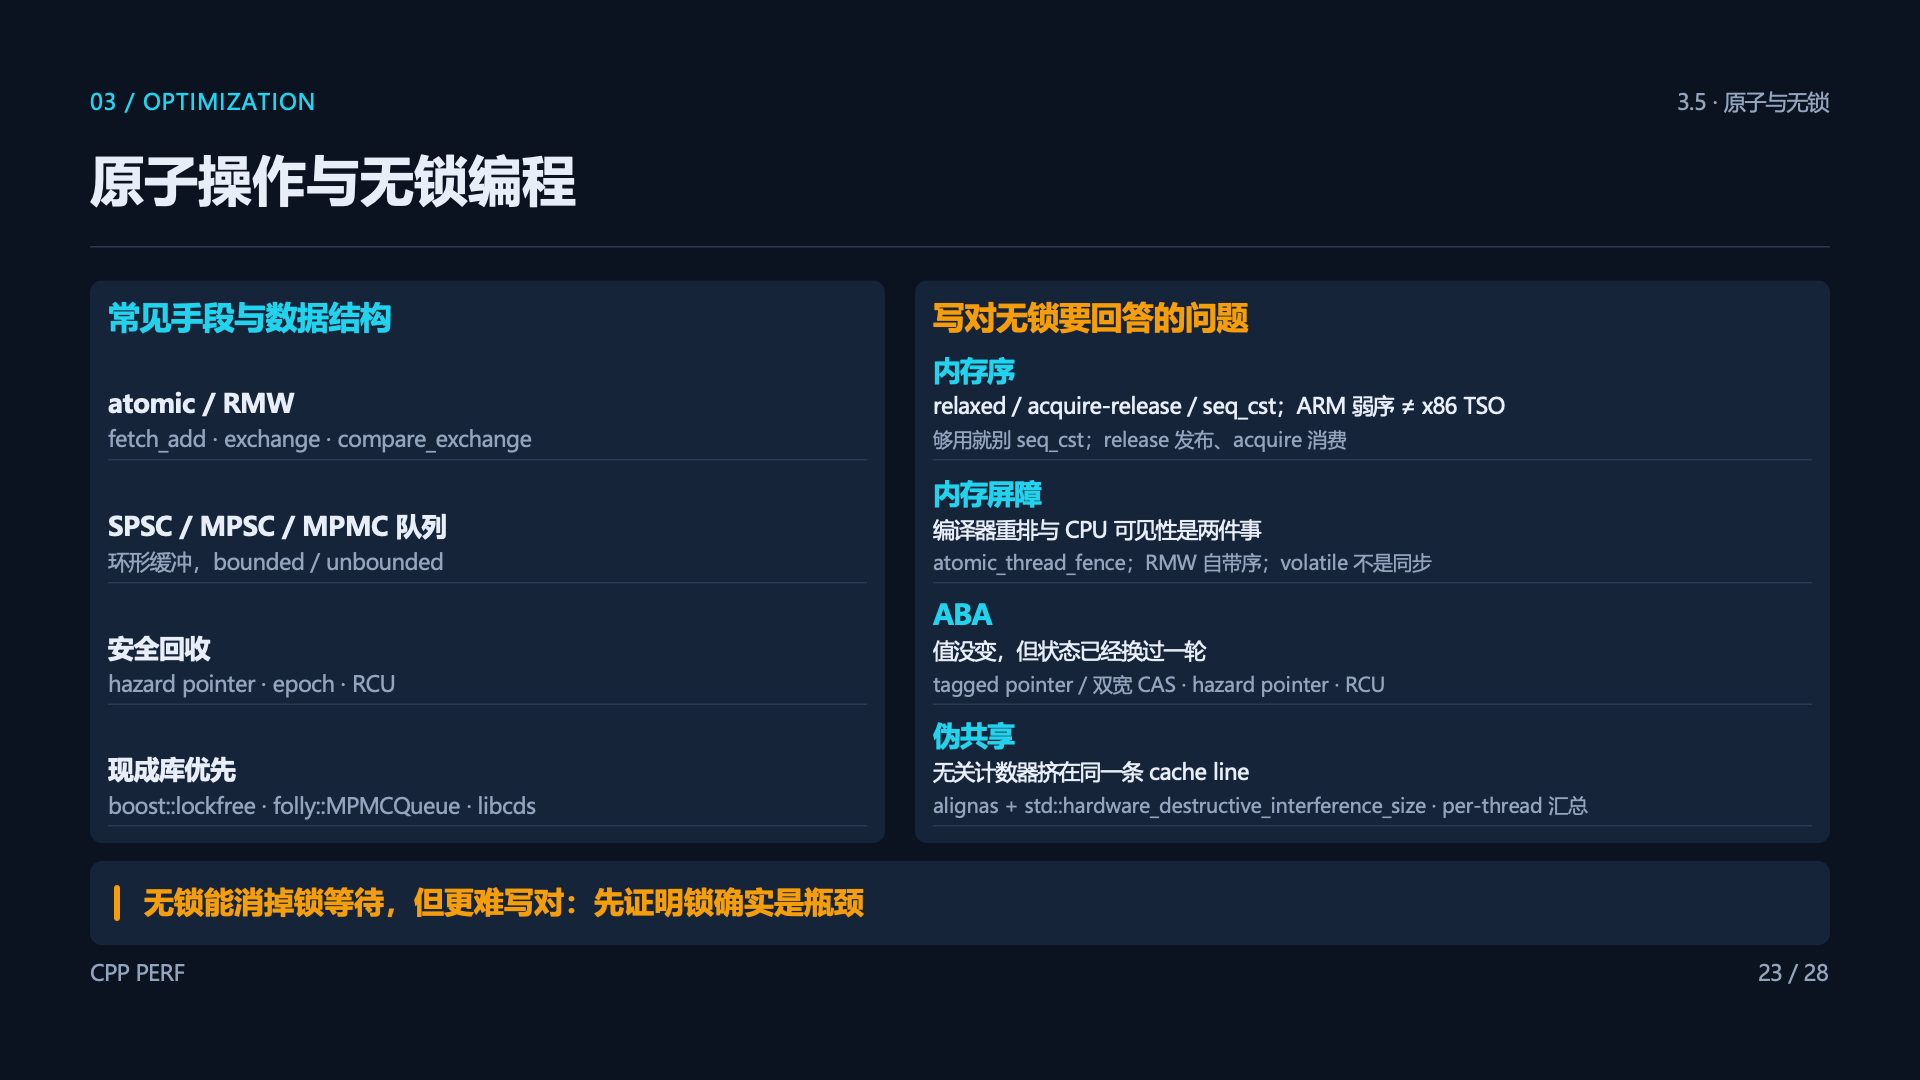 03 / OPTIMIZATION
3.5 · 原子与无锁
原子操作与无锁编程
常见手段与数据结构
atomic / RMW
fetch_add · exchange · compare_exchange
SPSC / MPSC / MPMC 队列
环形缓冲，bounded / unbounded
安全回收
hazard pointer · epoch · RCU
现成库优先
boost::lockfree · folly::MPMCQueue · libcds
写对无锁要回答的问题
内存序
relaxed / acquire-release / seq_cst；ARM 弱序 ≠ x86 TSO
够用就别 seq_cst；release 发布、acquire 消费
内存屏障
编译器重排与 CPU 可见性是两件事
atomic_thread_fence；RMW 自带序；volatile 不是同步
ABA
值没变，但状态已经换过一轮
tagged pointer / 双宽 CAS · hazard pointer · RCU
伪共享
无关计数器挤在同一条 cache line
alignas + std::hardware_destructive_interference_size · per-thread 汇总
无锁能消掉锁等待，但更难写对：先证明锁确实是瓶颈
CPP PERF
23 / 28